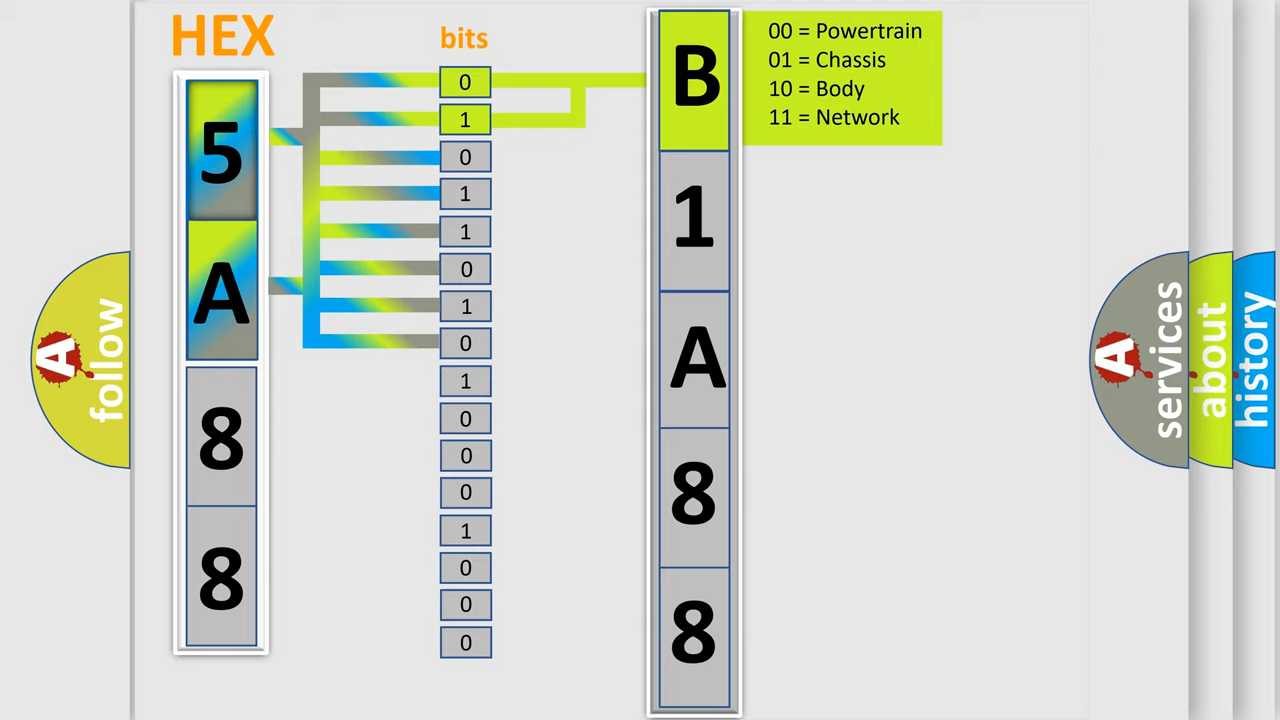 HEX
bits
5
A
8
8
0
1
0
1
1
0
1
0
1
0
0
0
1
0
0
0
B
1
A
8
8
00 = Powertrain
01 = Chassis
10 = Body
11 = Network
A follow
A services
about
history